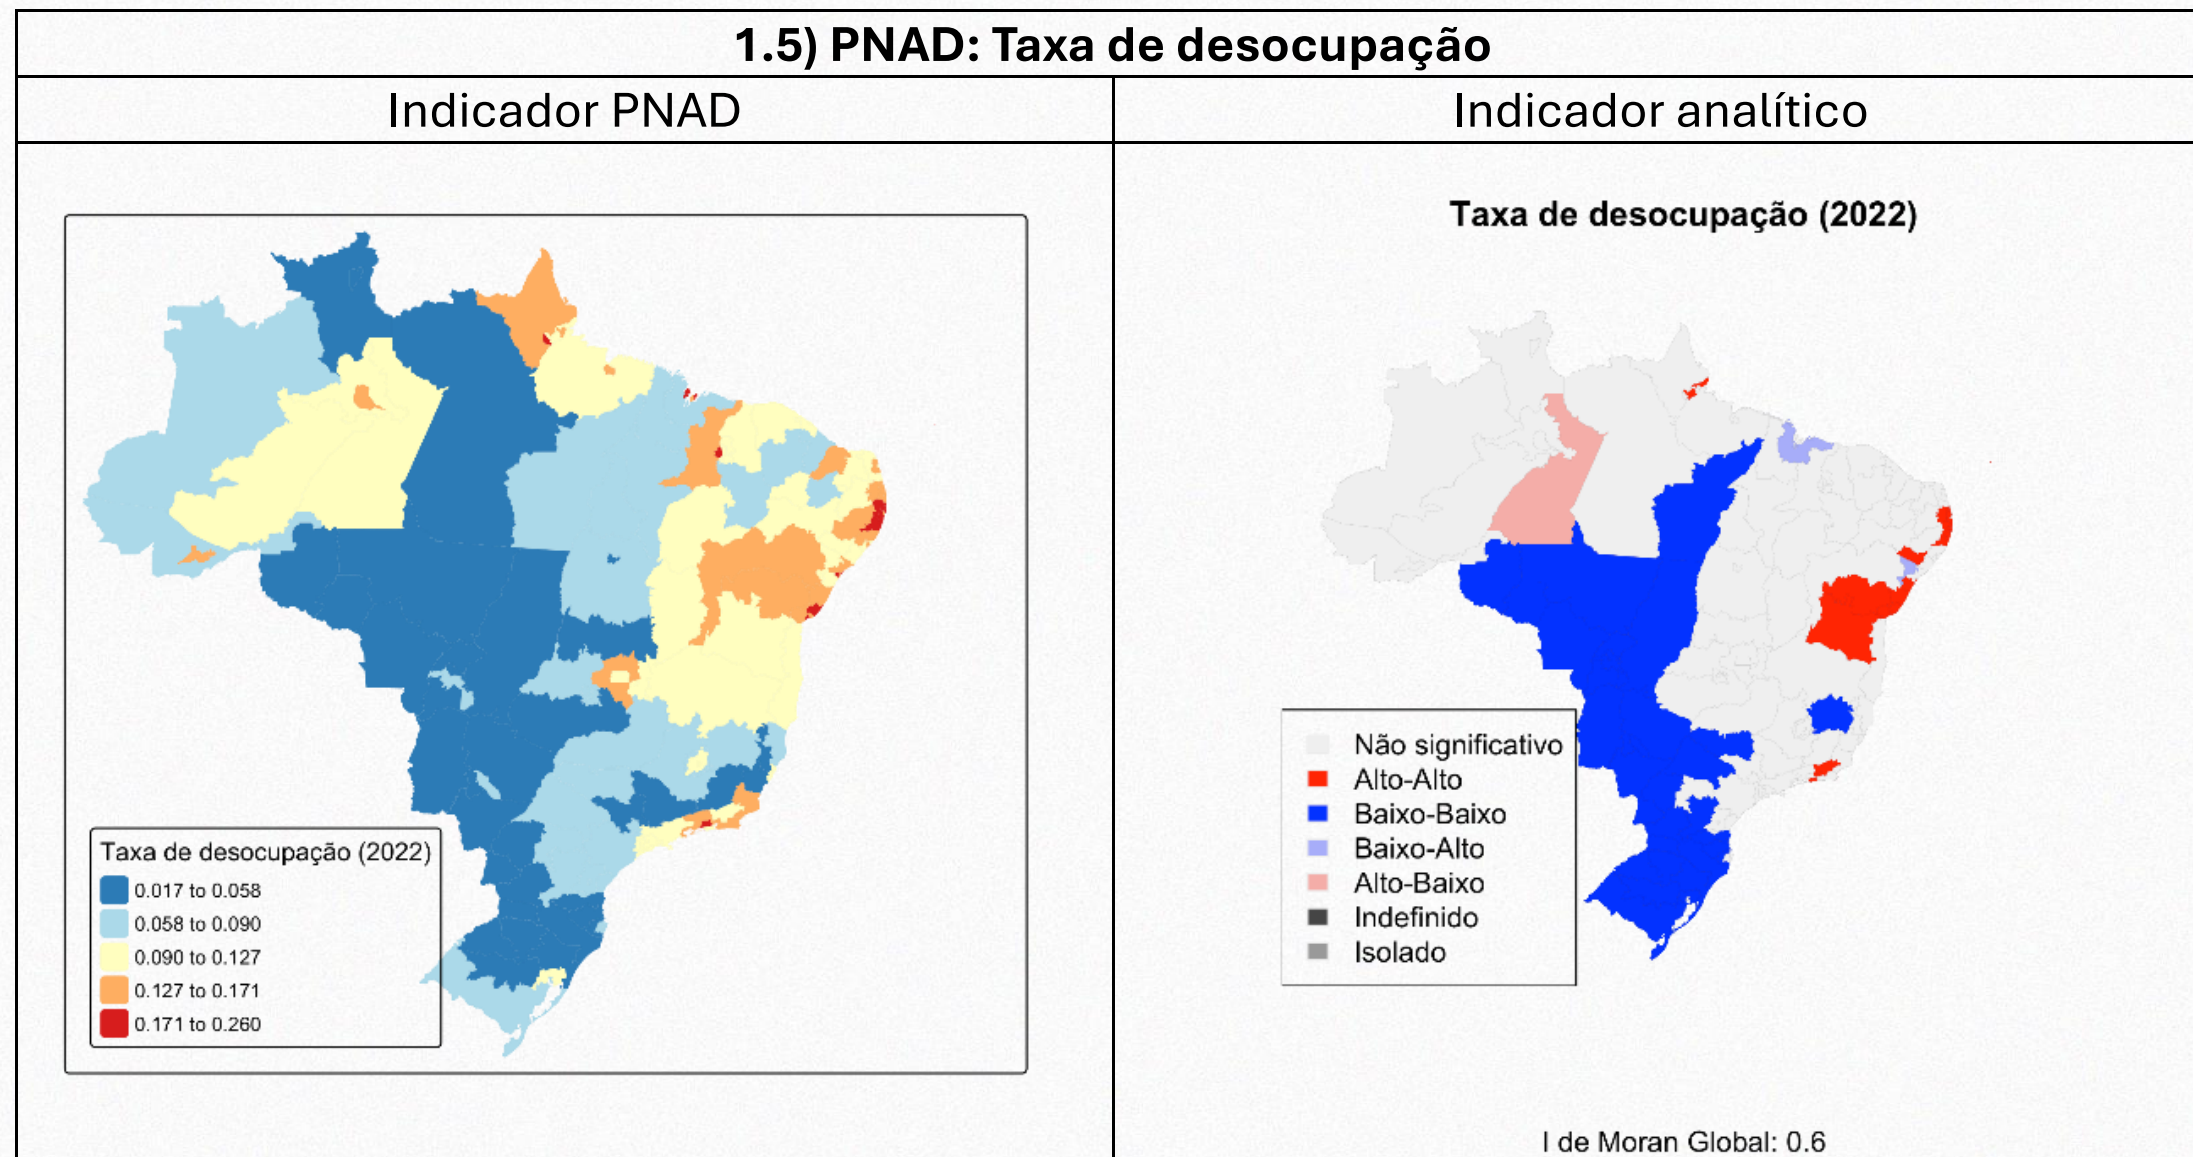 1.5) PNAD: Taxa de desocupação
Indicador PNAD
Indicador analítico
Taxa de desocupação (2022)
0.017 to 0.058
0.058 to 0.090
0.090 to 0.127
0.127 to 0.171
0.171 to 0.260
Taxa de desocupação (2022)
Não significativo
Alto-Alto
Baixo-Baixo
Baixo-Alto
Alto-Baixo
Indefinido
Isolado
I de Moran Global: 0.6